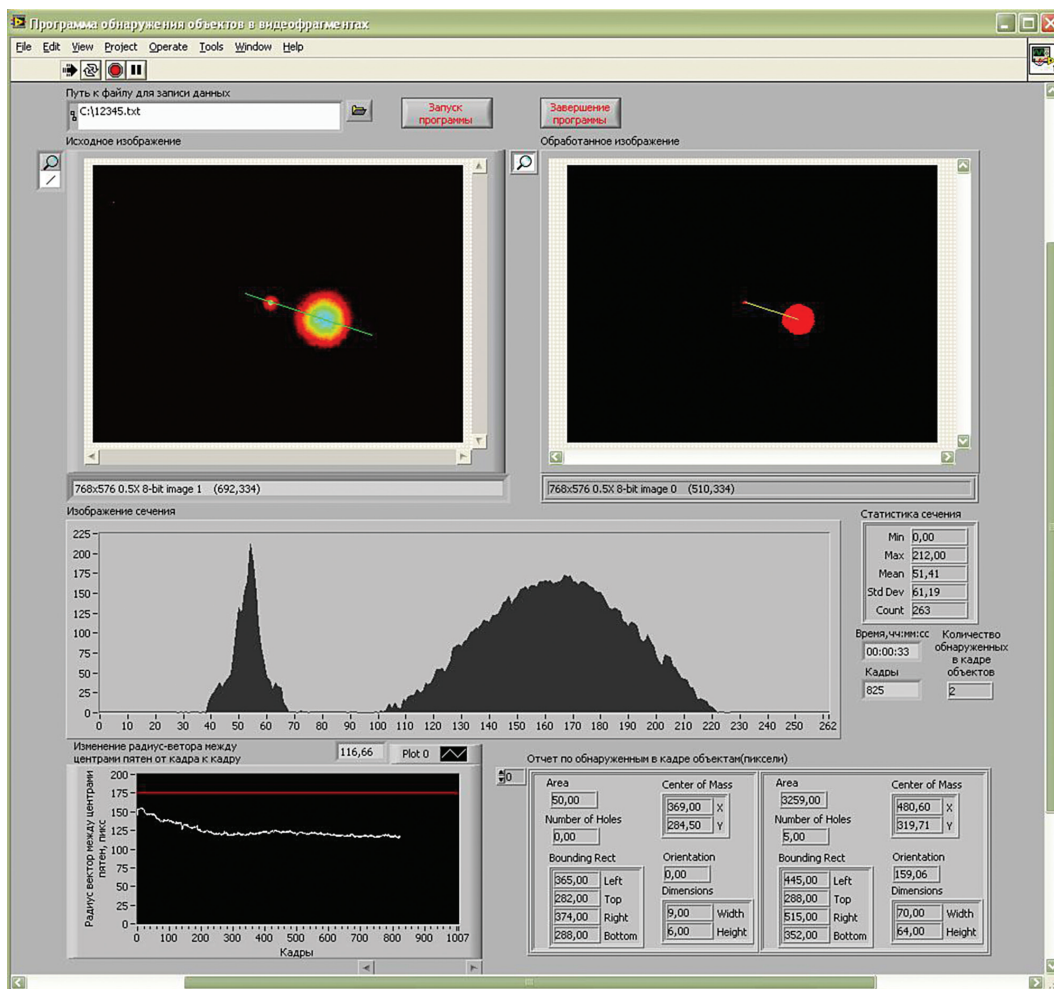 Программа обнаружения объектов в видеофрагментах
File Edit View Project Operate Tools Window Help
Путь к файлу для записи данных
C:\12345.txt
Запуск
программы
Завершение
программы
Исходное изображение
Обработанное изображение
768x576 0.5X 8-bit image 1 (692,334)
768x576 0.5X 8-bit image 0 (510,334)
Изображение сечения
225
200
175
150
125
100
75
50
25
0
0 10 20 30 40 50 60 70 80 90 100 110 120 130 140 150 160 170 180 190 200 210 220 230 240 250 262
Статистика сечения
Min 0,00
Max 212,00
Mean 51,41
Std Dev 61,19
Count 263
Время,чч:мм:сс
00:00:33
Кадры
825
Количество
обнаруженных
в кадре
объектов
2
Изменение радиус-ветора между
центрами пятен от кадра к кадру
116,66
Plot 0
Радиус вектор между центрами
пятен, пикс
200
175
150
125
100
75
50
25
0
0 100 200 300 400 500 600 700 800 900 1007
Кадры
Отчет по обнаруженным в кадре объектам(пиксели)
0
Area
50,00
Number of Holes
0,00
Bounding Rect
365,00 Left
282,00 Top
374,00 Right
288,00 Bottom
Center of Mass
369,00 X
284,50 Y
Orientation
0,00
Dimensions
9,00 Width
6,00 Height
Area
3259,00
Number of Holes
5,00
Bounding Rect
445,00 Left
288,00 Top
515,00 Right
352,00 Bottom
Center of Mass
480,60 X
319,71 Y
Orientation
159,06
Dimensions
70,00 Width
64,00 Height